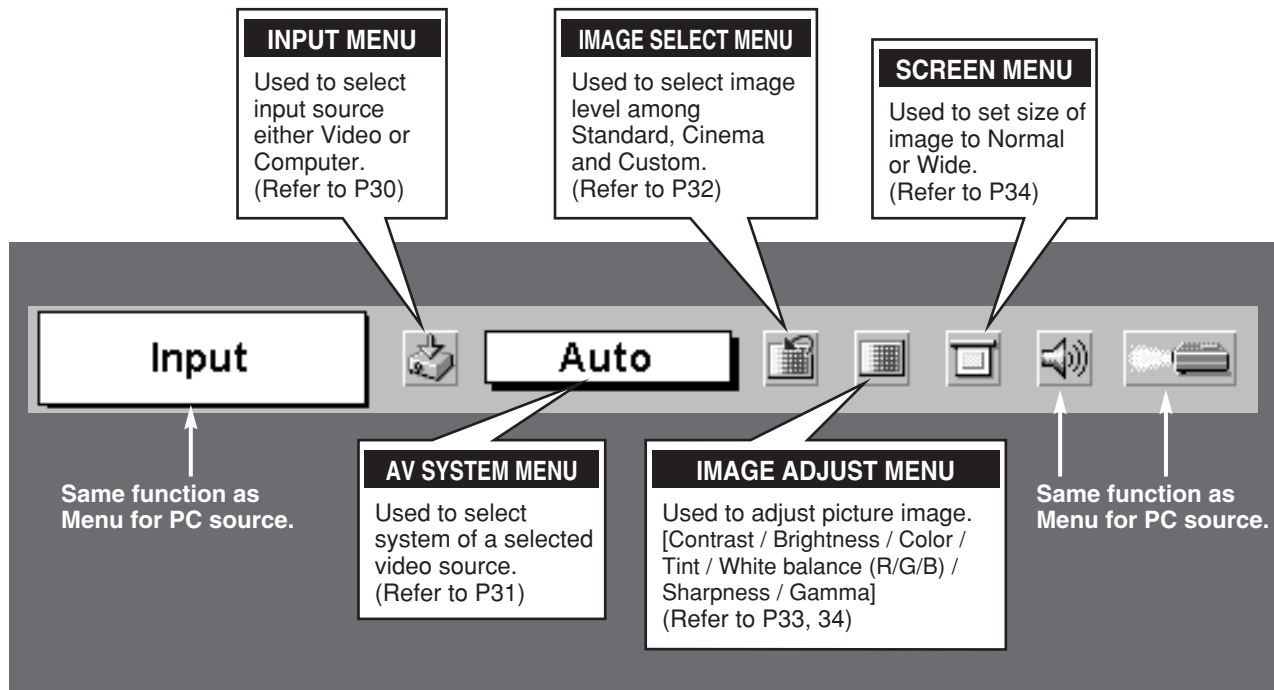 INPUT MENU
Used to select
input source
either Video or
Computer.
(Refer to P30)
IMAGE SELECT MENU
Used to select image
level among
Standard, Cinema
and Custom.
(Refer to P32)
SCREEN MENU
Used to set size of
image to Normal
or Wide.
(Refer to P34)
Input
Auto
Same function as
Menu for PC source.
AV SYSTEM MENU
Used to select
system of a selected
video source.
(Refer to P31)
IMAGE ADJUST MENU
Used to adjust picture image.
[Contrast / Brightness / Color /
Tint / White balance (R/G/B) /
Sharpness / Gamma]
(Refer to P33, 34)
Same function as
Menu for PC source.